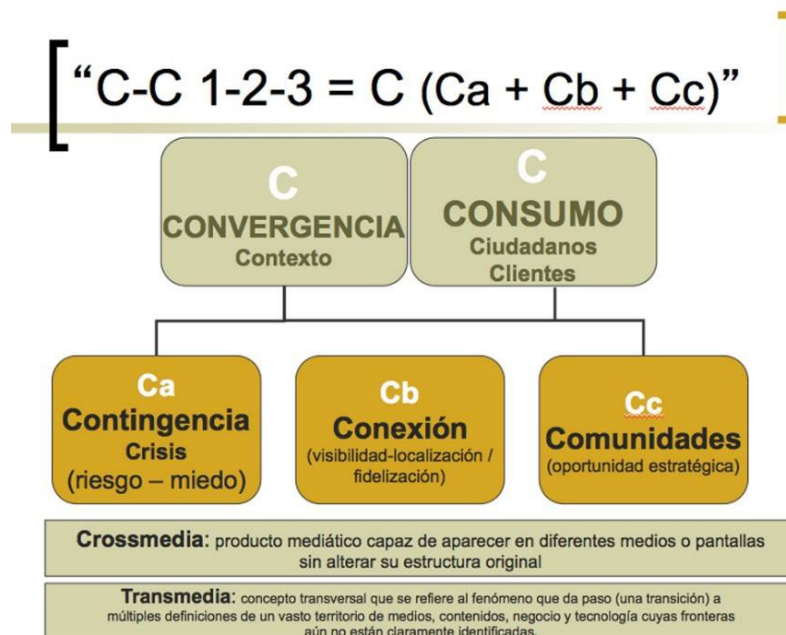 “C-C 1-2-3 = C (Ca + Cb + Cc)”
C
CONVERGENCIA
Contexto
C
CONSUMO
Ciudadanos
Clientes
Ca
Contingencia
Crisis
(riesgo – miedo)
Cb
Conexión
(visibilidad-localización /
fidelización)
Cc
Comunidades
(oportunidad estratégica)
Crossmedia: producto mediático capaz de aparecer en diferentes medios o pantallas
sin alterar su estructura original
Transmedia: concepto transversal que se refiere al fenómeno que da paso (una transición) a
múltiples definiciones de un vasto territorio de medios, contenidos, negocio y tecnología cuyas fronteras
aún no están claramente identificadas.